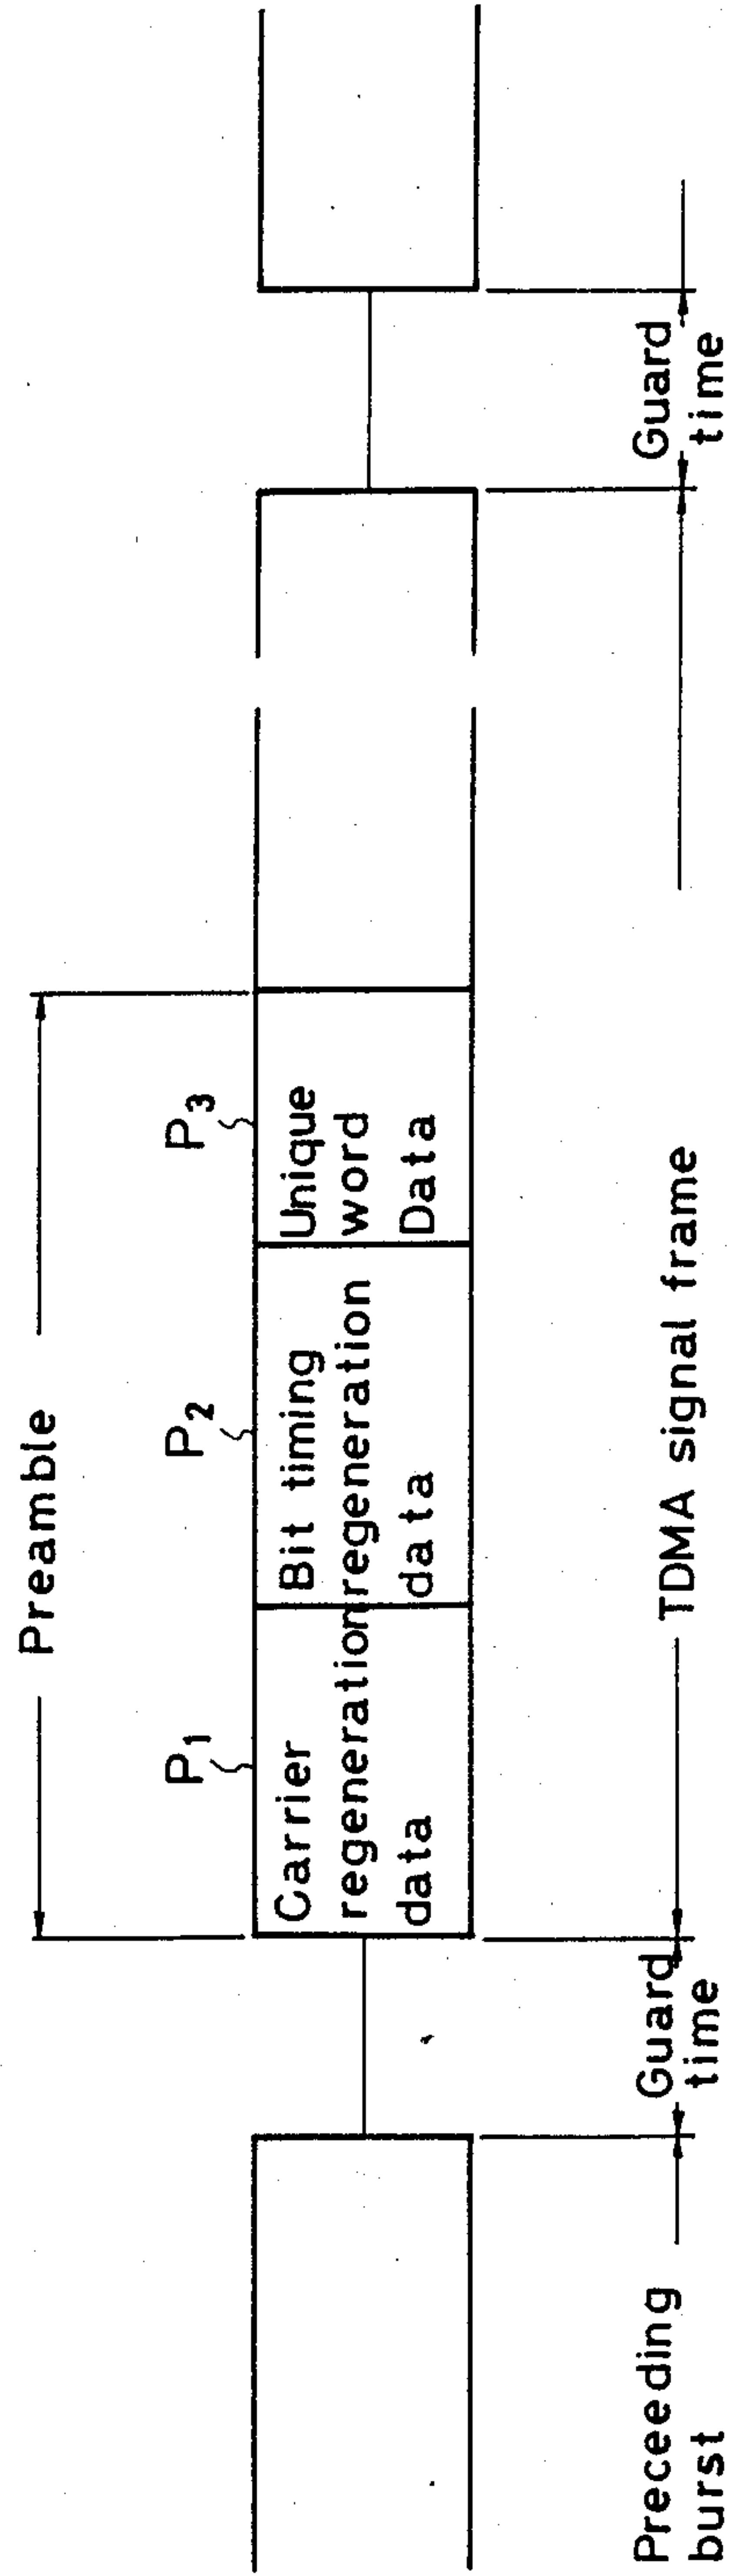 Preamble
P1
P2
P3
Carrier
regeneration
data
Bit timing
regeneration
data
Unique
word
Data
Preceeding
burst
Guard
time
TDMA signal frame
Guard
time